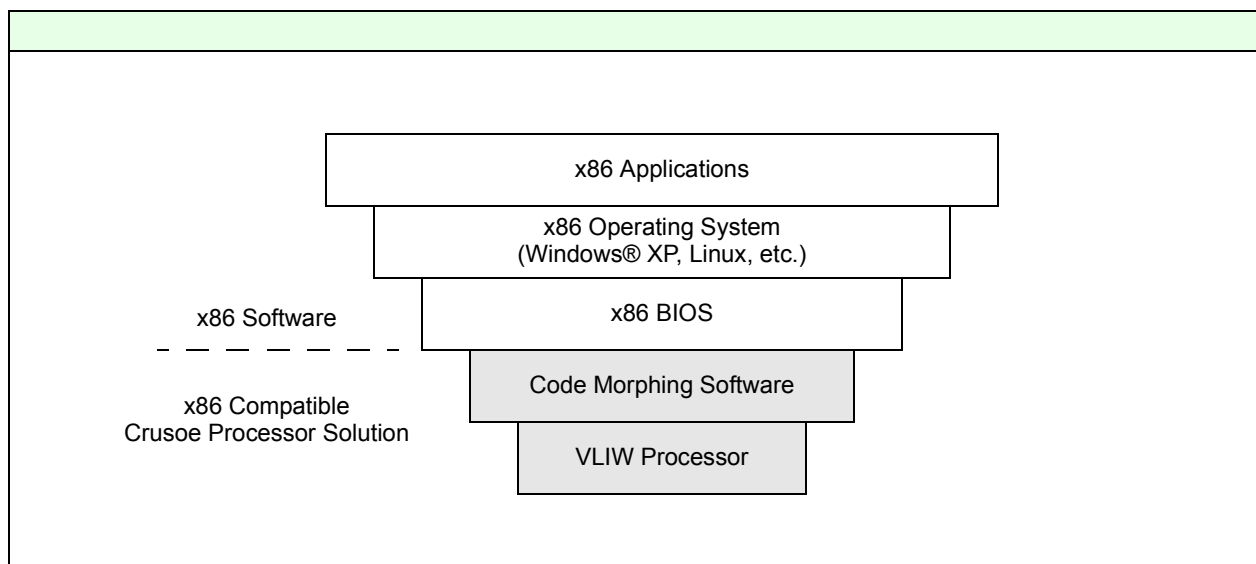 x86 Applications
x86 Operating System
(Windows® XP, Linux, etc.)
x86 BIOS
x86 Software
Code Morphing Software
x86 Compatible
Crusoe Processor Solution
VLIW Processor